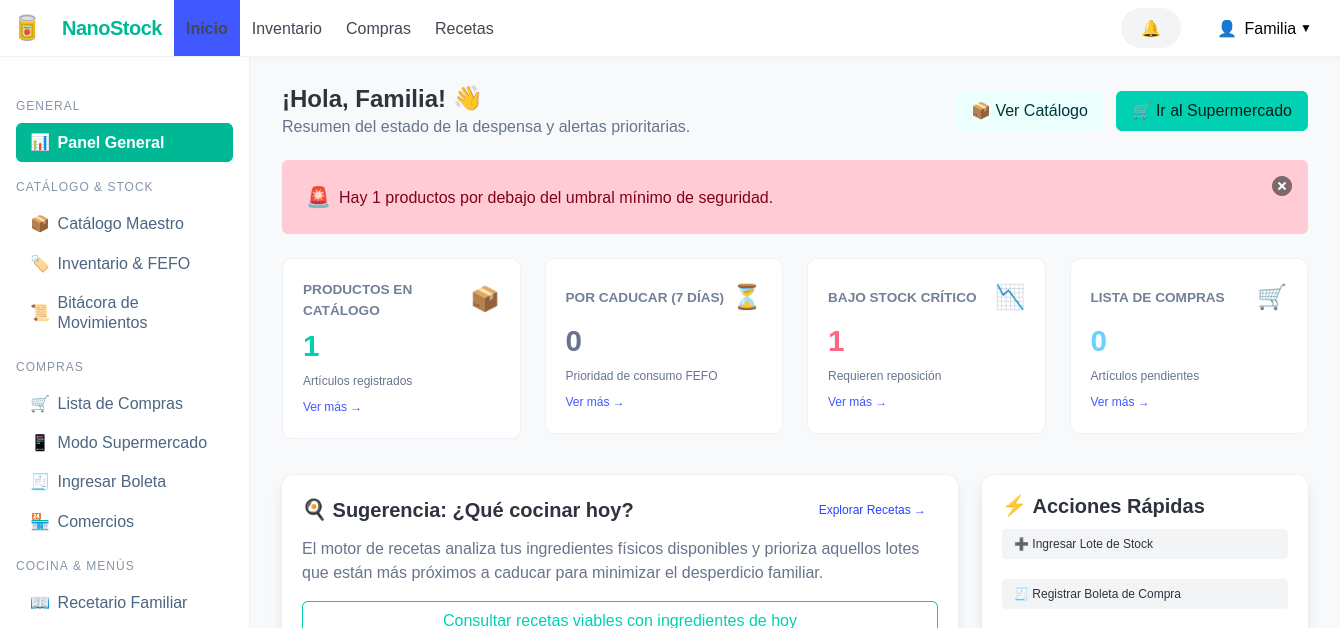 NanoStock Inicio Inventario Compras Recetas Familia ▼
GENERAL
Panel General
CATÁLOGO & STOCK
Catálogo Maestro
Inventario & FEFO
Bitácora de
Movimientos
COMPRAS
Lista de Compras
Modo Supermercado
Ingresar Boleta
Comercios
COCINA & MENÚS
Recetario Familiar
¡Hola, Familia! 👋
Resumen del estado de la despensa y alertas prioritarias.
📦 Ver Catálogo
🛒 Ir al Supermercado
🚨 Hay 1 productos por debajo del umbral mínimo de seguridad.
PRODUCTOS EN
CATÁLOGO
1
Artículos registrados
Ver más →
POR CADUCAR (7 DÍAS)
0
Prioridad de consumo FEFO
Ver más →
BAJO STOCK CRÍTICO
1
Requieren reposición
Ver más →
LISTA DE COMPRAS
0
Artículos pendientes
Ver más →
🍳 Sugerencia: ¿Qué cocinar hoy?
Explorar Recetas →
El motor de recetas analiza tus ingredientes físicos disponibles y prioriza aquellos lotes
que están más próximos a caducar para minimizar el desperdicio familiar.
Consultar recetas viables con ingredientes de hoy
⚡ Acciones Rápidas
➕ Ingresar Lote de Stock
🧾 Registrar Boleta de Compra